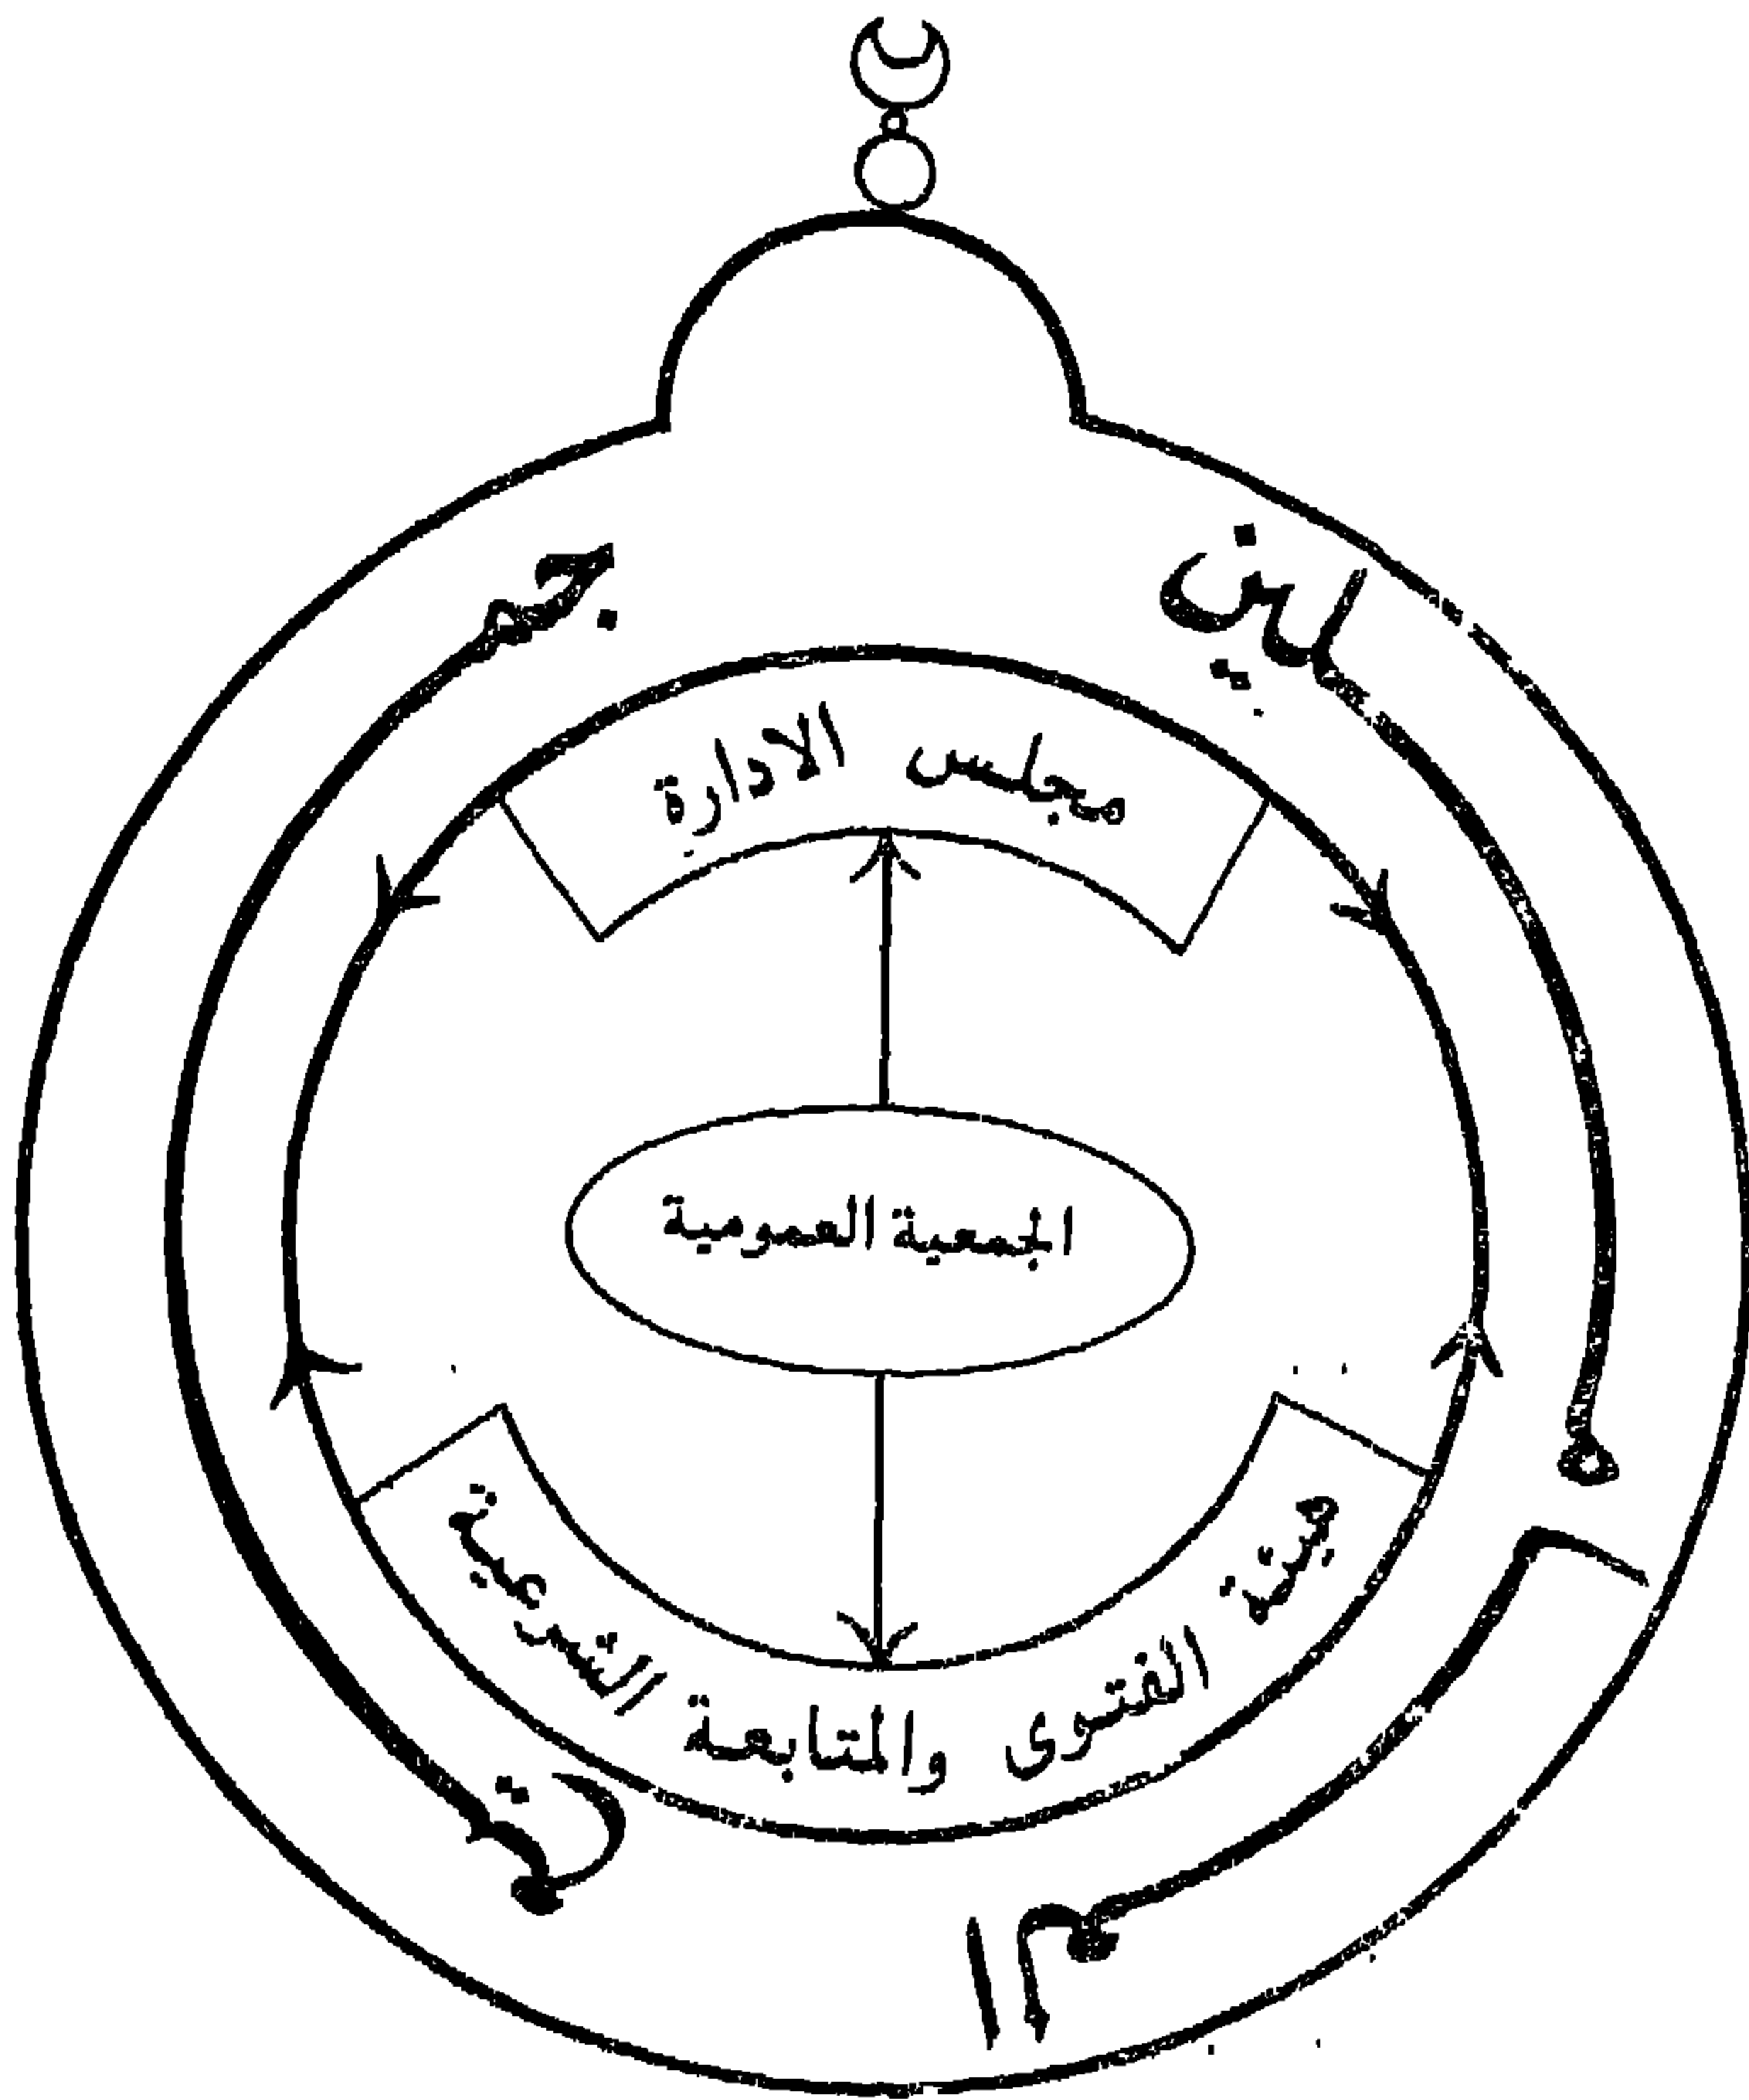 مجلس الادارة
الجمعية العمومية
هيئة الفتوى والمتابعة الشرعية